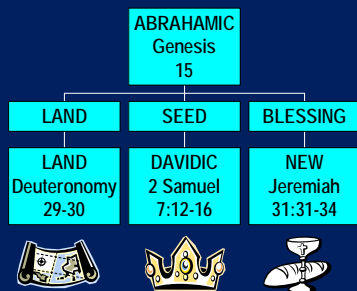 ABRAHAMIC
Genesis
15
LAND
SEED
BLESSING
LAND
Deuteronomy
29-30
DAVIDIC
2 Samuel
7:12-16
NEW
Jeremiah
31:31-34